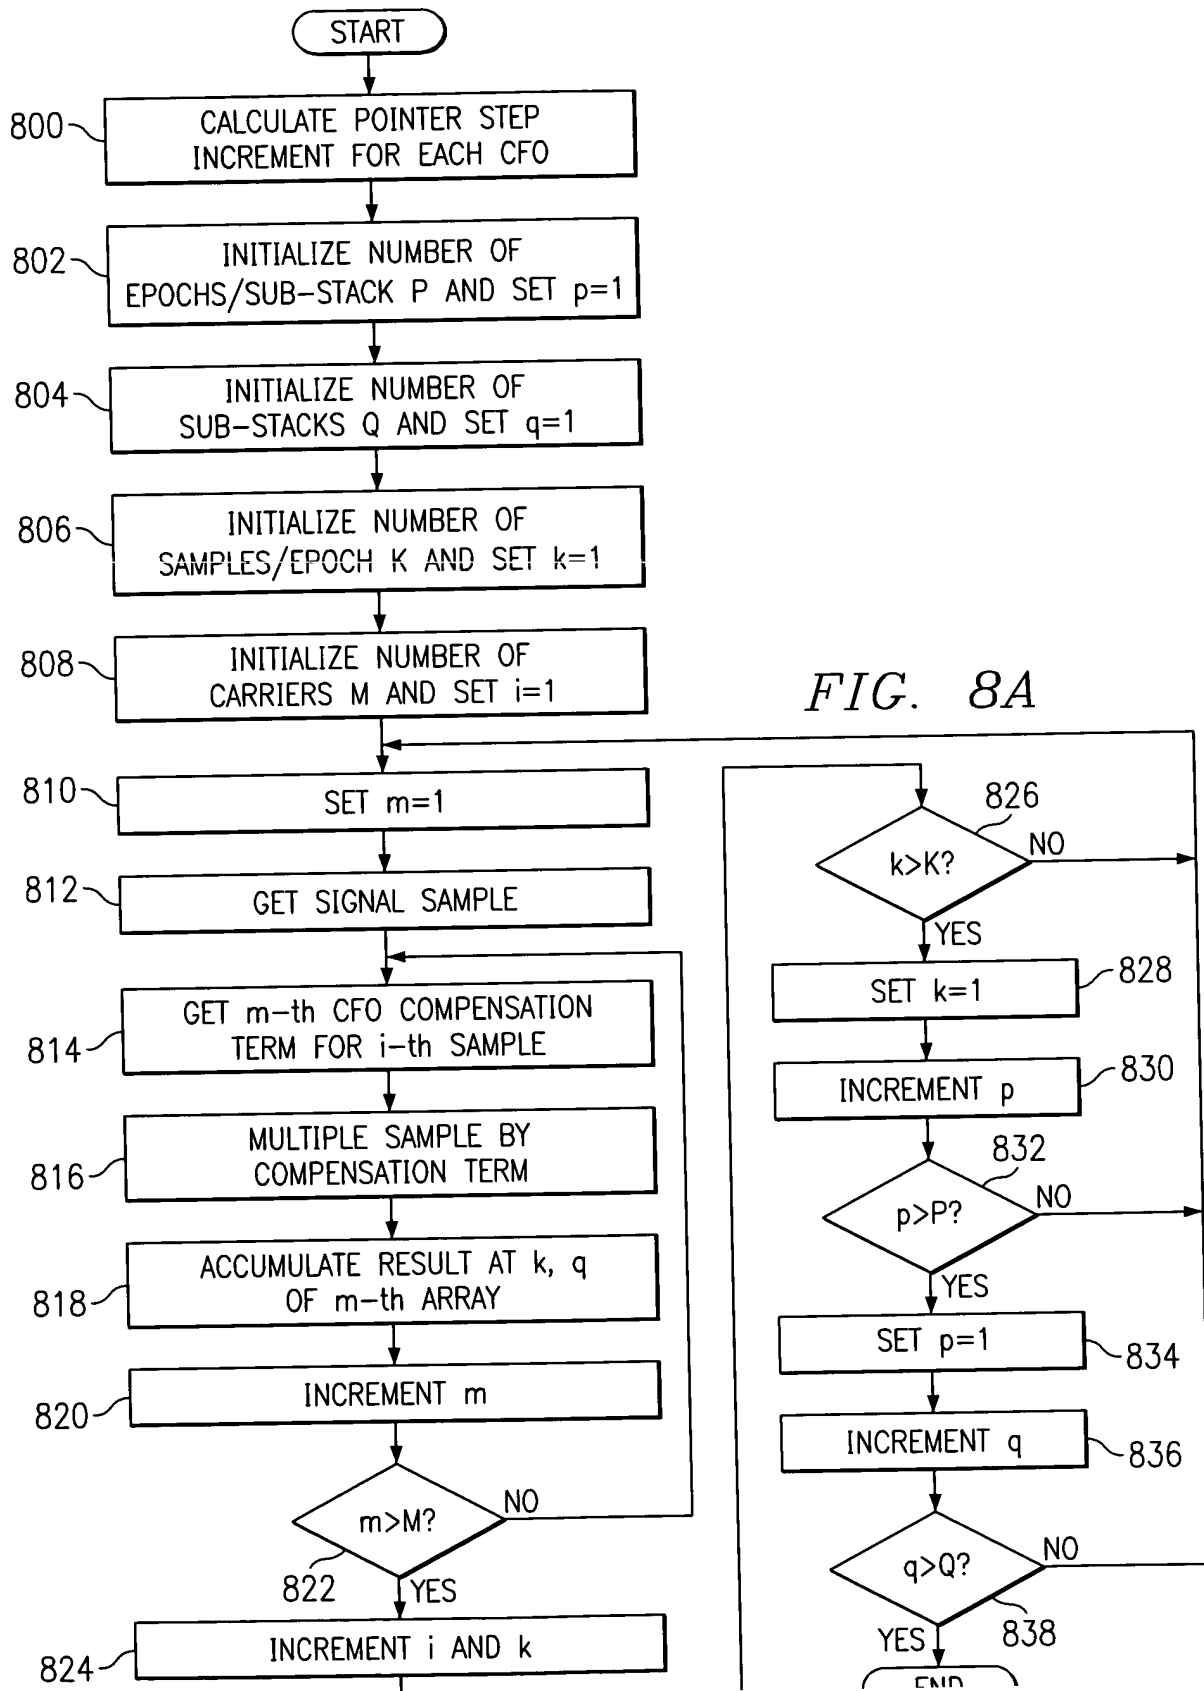 START
800
CALCULATE POINTER STEP
INCREMENT FOR EACH CFO
802
INITIALIZE NUMBER OF
EPOCHS/SUB-STACK P AND SET p=1
804
INITIALIZE NUMBER OF
SUB-STACKS Q AND SET q=1
806
INITIALIZE NUMBER OF
SAMPLES/EPOCH K AND SET k=1
808
INITIALIZE NUMBER OF
CARRIERS M AND SET i=1
810
SET m=1
812
GET SIGNAL SAMPLE
814
GET m-th CFO COMPENSATION
TERM FOR i-th SAMPLE
816
MULTIPLE SAMPLE BY
COMPENSATION TERM
818
ACCUMULATE RESULT AT k, q
OF m-th ARRAY
820
INCREMENT m
m>M?
NO
822
YES
824
INCREMENT i AND k
FIG. 8A
826
k>K?
NO
YES
SET k=1
828
INCREMENT p
830
832
p>P?
NO
YES
SET p=1
834
INCREMENT q
836
q>Q?
NO
838
YES
END